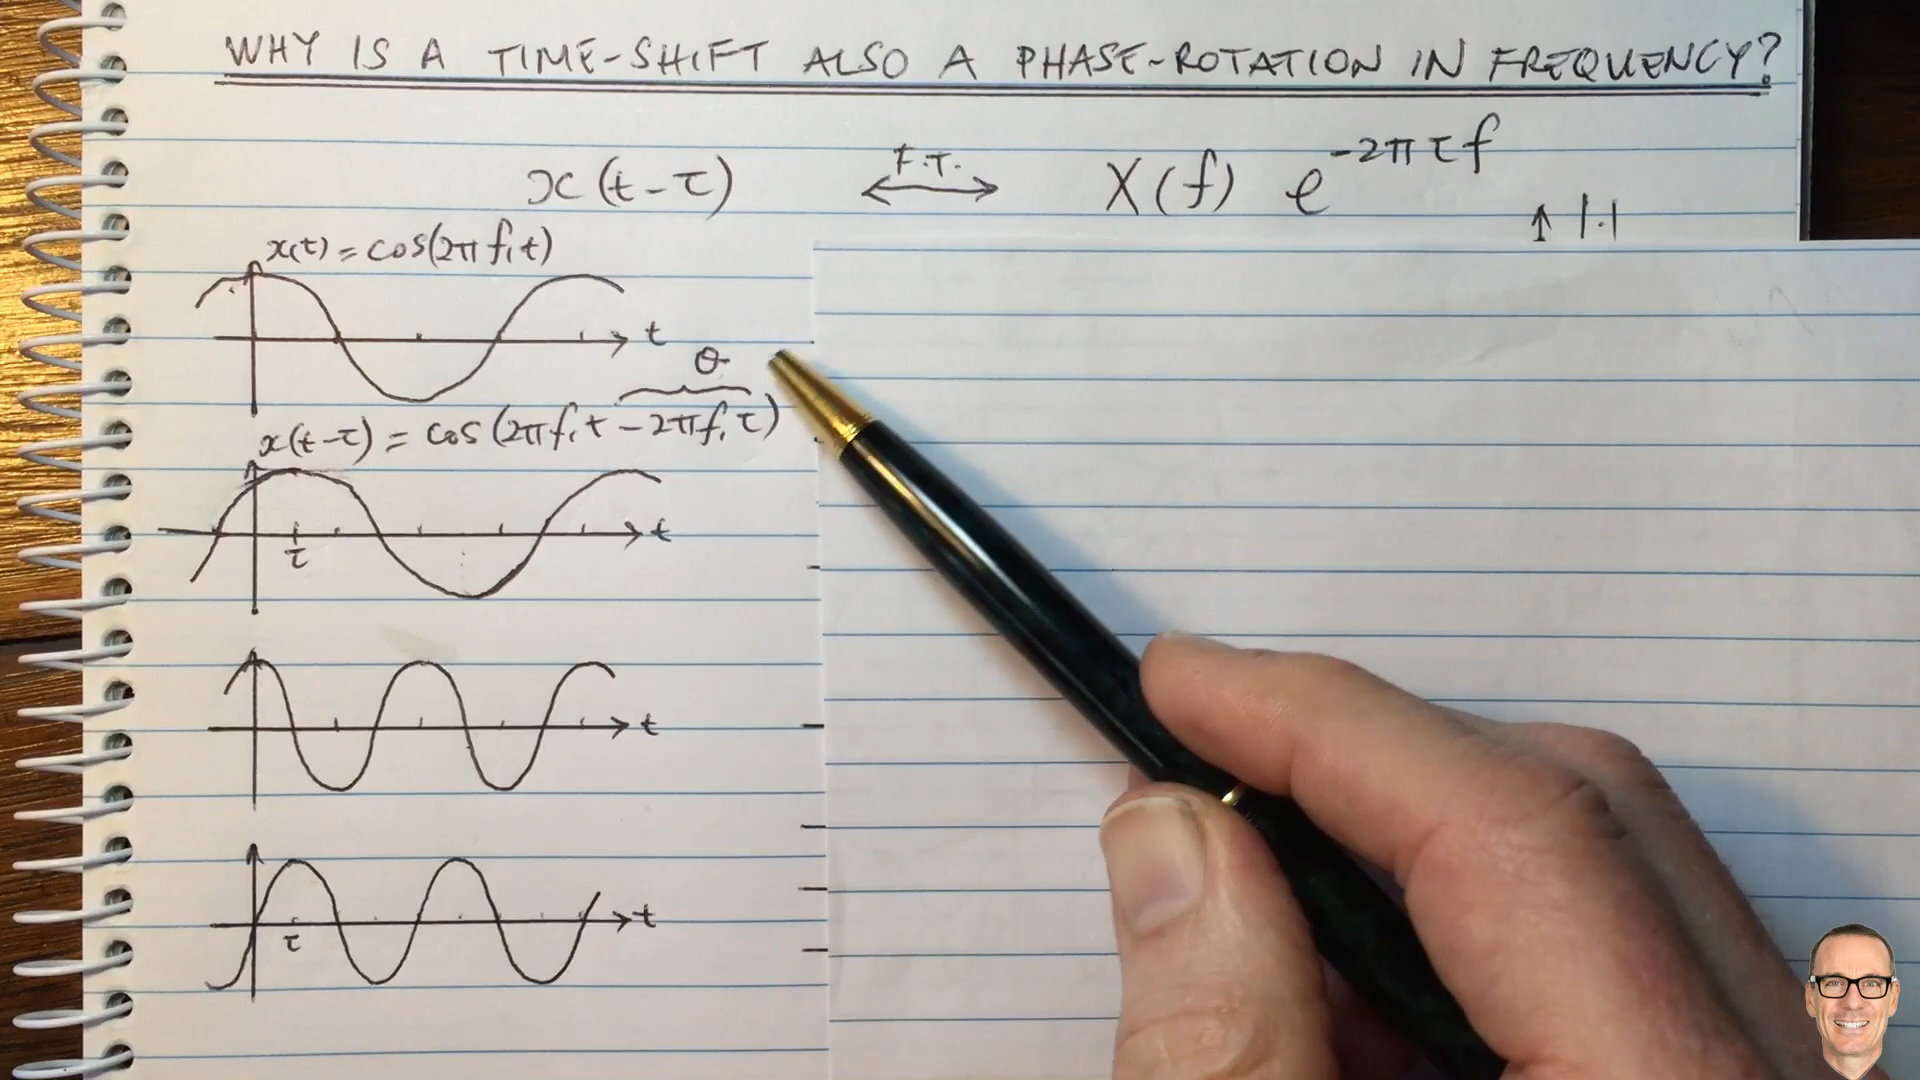 WHY IS A TIME-SHIFT ALSO A PHASE-ROTATION IN FREQUENCY?
x(t-τ) F.T. X(f) e^{-2πτf}
↑ |·|
x(t) = cos(2πf₁t)
t
θ
x(t-τ) = cos(2πf₁t - 2πf₁τ)
t
τ
t
t
τ